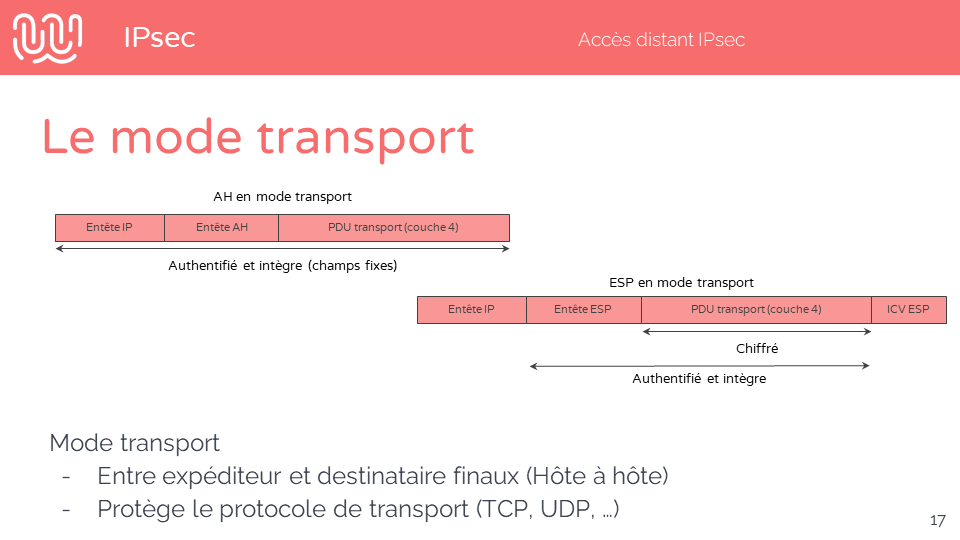 IPsec
Accès distant IPsec
Le mode transport
AH en mode transport
Entête IP
Entête AH
PDU transport (couche 4)
Authentifié et intègre (champs fixes)
ESP en mode transport
Entête IP
Entête ESP
PDU transport (couche 4)
ICV ESP
Chiffré
Authentifié et intègre
Mode transport
- Entre expéditeur et destinataire finaux (Hôte à hôte)
- Protège le protocole de transport (TCP, UDP, …)
17